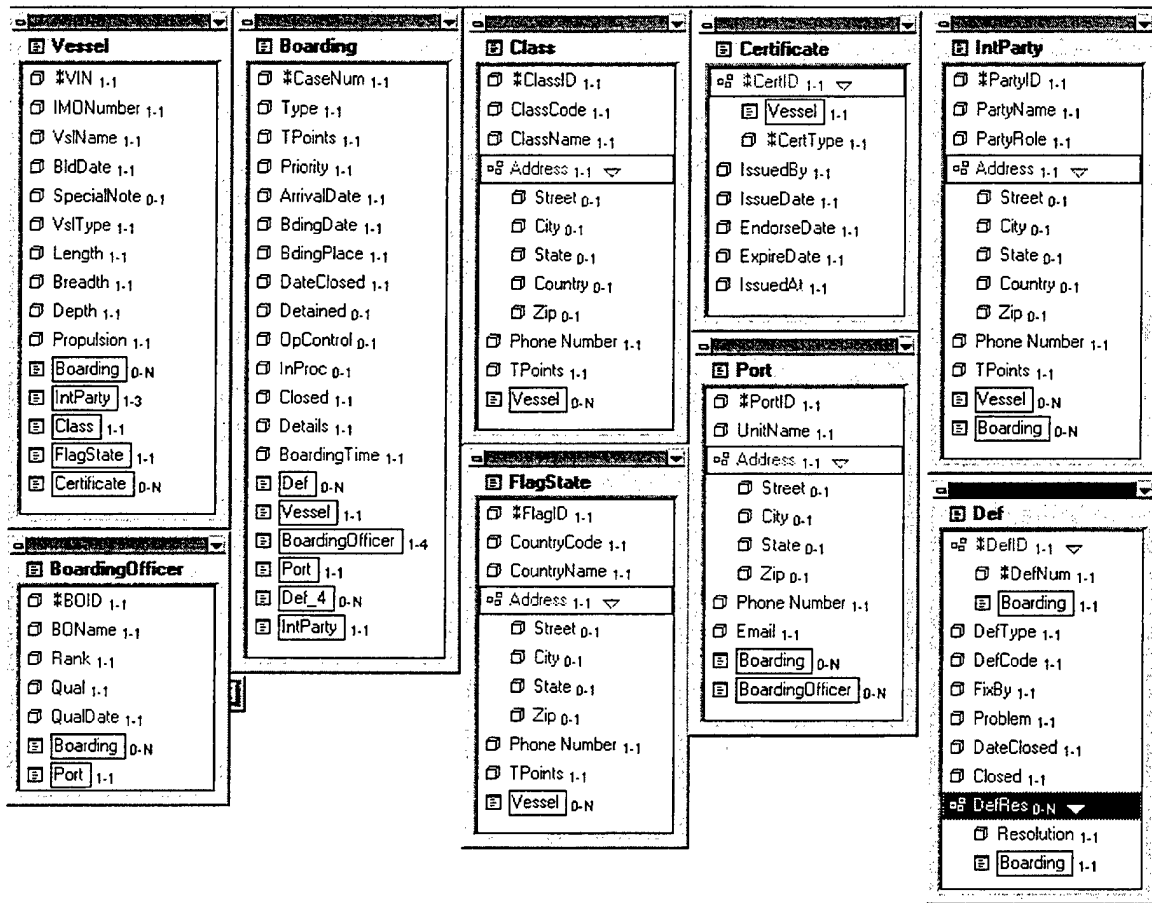 Vessel
‡VIN 1-1
IMONumber 1-1
VslName 1-1
BldDate 1-1
SpecialNote 0-1
VslType 1-1
Length 1-1
Breadth 1-1
Depth 1-1
Propulsion 1-1
Boarding 0-N
IntParty 1-3
Class 1-1
FlagState 1-1
Certificate 0-N
BoardingOfficer
‡BOID 1-1
BOName 1-1
Rank 1-1
Qual 1-1
QualDate 1-1
Boarding 0-N
Port 1-1
Boarding
‡CaseNum 1-1
Type 1-1
TPoints 1-1
Priority 1-1
ArrivalDate 1-1
BdingDate 1-1
BdingPlace 1-1
DateClosed 1-1
Detained 0-1
OpControl 0-1
InProc 0-1
Closed 1-1
Details 1-1
BoardingTime 1-1
Def 0-N
Vessel 1-1
BoardingOfficer 1-4
Port 1-1
Def_4 0-N
IntParty 1-1
Class
‡ClassID 1-1
ClassCode 1-1
ClassName 1-1
Address 1-1
Street 0-1
City 0-1
State 0-1
Country 0-1
Zip 0-1
Phone Number 1-1
TPoints 1-1
Vessel 0-N
FlagState
‡FlagID 1-1
CountryCode 1-1
CountryName 1-1
Address 1-1
Street 0-1
City 0-1
State 0-1
Zip 0-1
Phone Number 1-1
TPoints 1-1
Vessel 0-N
Certificate
‡CertID 1-1
Vessel 1-1
‡CertType 1-1
IssuedBy 1-1
IssueDate 1-1
EndorseDate 1-1
ExpireDate 1-1
IssuedAt 1-1
Port
‡PortID 1-1
UnitName 1-1
Address 1-1
Street 0-1
City 0-1
State 0-1
Zip 0-1
Phone Number 1-1
Email 1-1
Boarding 0-N
BoardingOfficer 0-N
IntParty
‡PartyID 1-1
PartyName 1-1
PartyRole 1-1
Address 1-1
Street 0-1
City 0-1
State 0-1
Country 0-1
Zip 0-1
Phone Number 1-1
TPoints 1-1
Vessel 0-N
Boarding 0-N
Def
‡DefID 1-1
‡DefNum 1-1
Boarding 1-1
DefType 1-1
DefCode 1-1
FixBy 1-1
Problem 1-1
DateClosed 1-1
Closed 1-1
DefRes 0-N
Resolution 1-1
Boarding 1-1